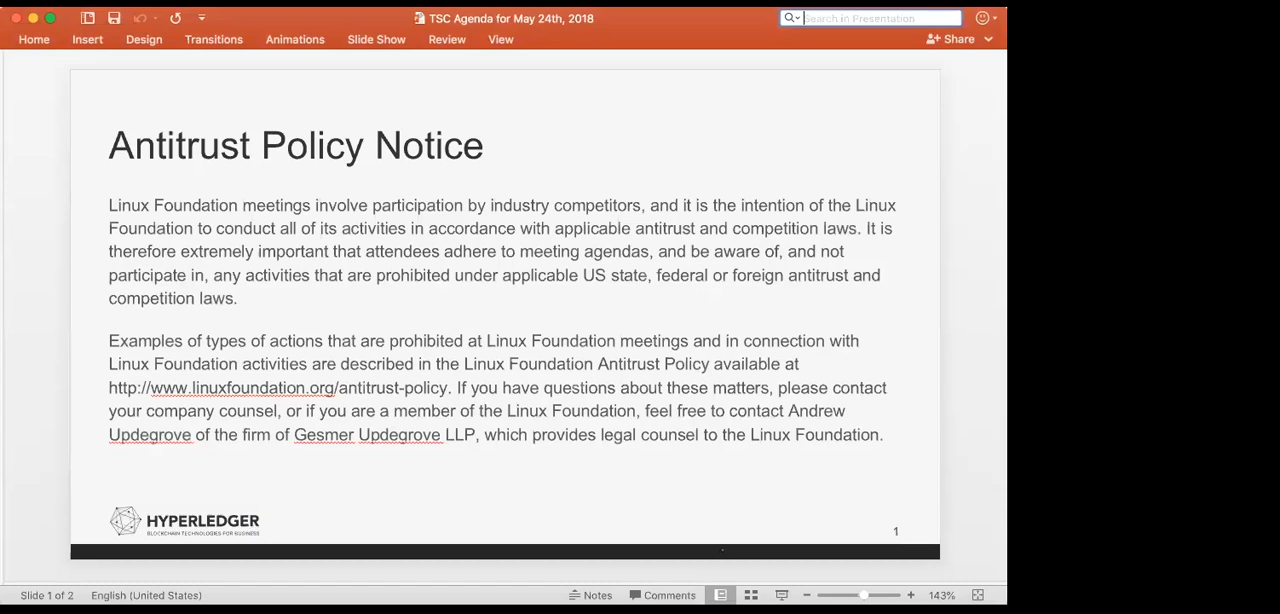 TSC Agenda for May 24th, 2018
Search in Presentation
Home Insert Design Transitions Animations Slide Show Review View Share
Antitrust Policy Notice
Linux Foundation meetings involve participation by industry competitors, and it is the intention of the Linux
Foundation to conduct all of its activities in accordance with applicable antitrust and competition laws. It is
therefore extremely important that attendees adhere to meeting agendas, and be aware of, and not
participate in, any activities that are prohibited under applicable US state, federal or foreign antitrust and
competition laws.
Examples of types of actions that are prohibited at Linux Foundation meetings and in connection with
Linux Foundation activities are described in the Linux Foundation Antitrust Policy available at
http://www.linuxfoundation.org/antitrust-policy. If you have questions about these matters, please contact
your company counsel, or if you are a member of the Linux Foundation, feel free to contact Andrew
Updegrove of the firm of Gesmer Updegrove LLP, which provides legal counsel to the Linux Foundation.
HYPERLEDGER
BLOCKCHAIN TECHNOLOGIES FOR BUSINESS
1
Slide 1 of 2 English (United States) Notes Comments 143%